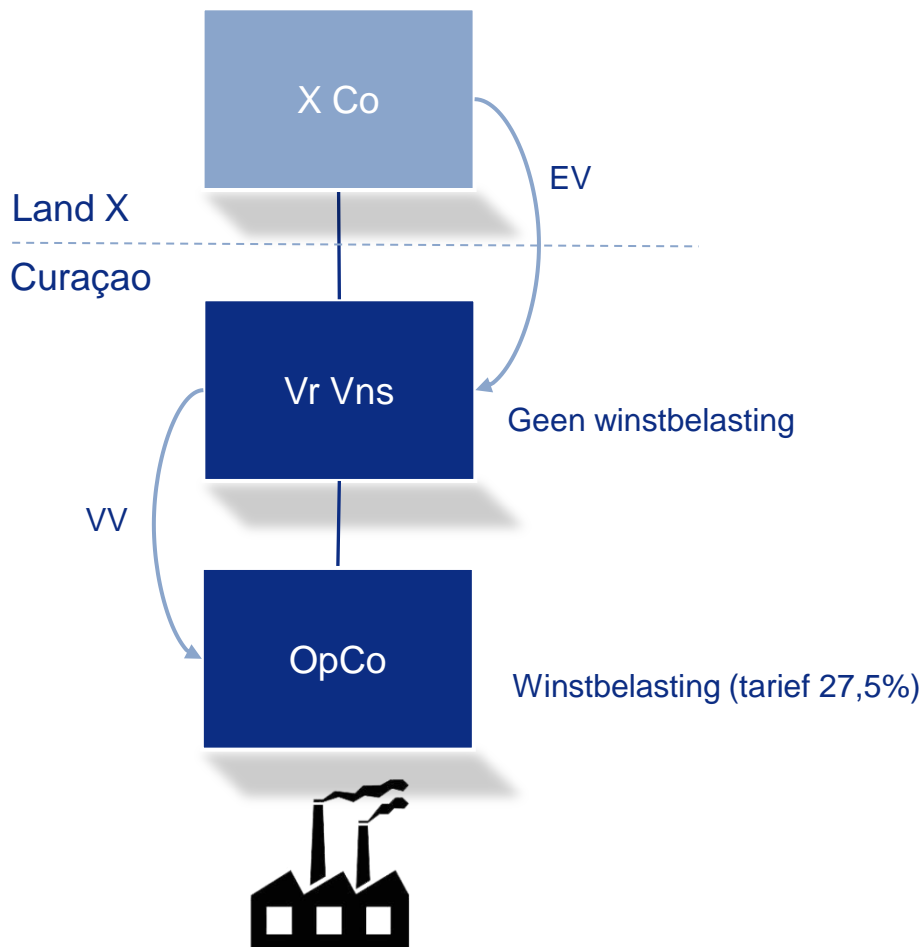 X Co
EV
Land X
Curaçao
Vr Vns
Geen winstbelasting
VV
OpCo
Winstbelasting (tarief 27,5%)